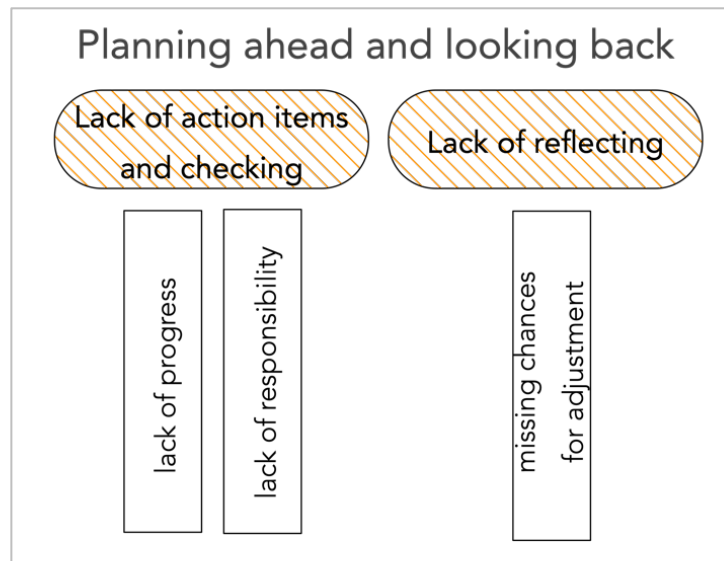 Planning ahead and looking back
Lack of action items
and checking
Lack of reflecting
lack of progress
lack of responsibility
missing chances
for adjustment